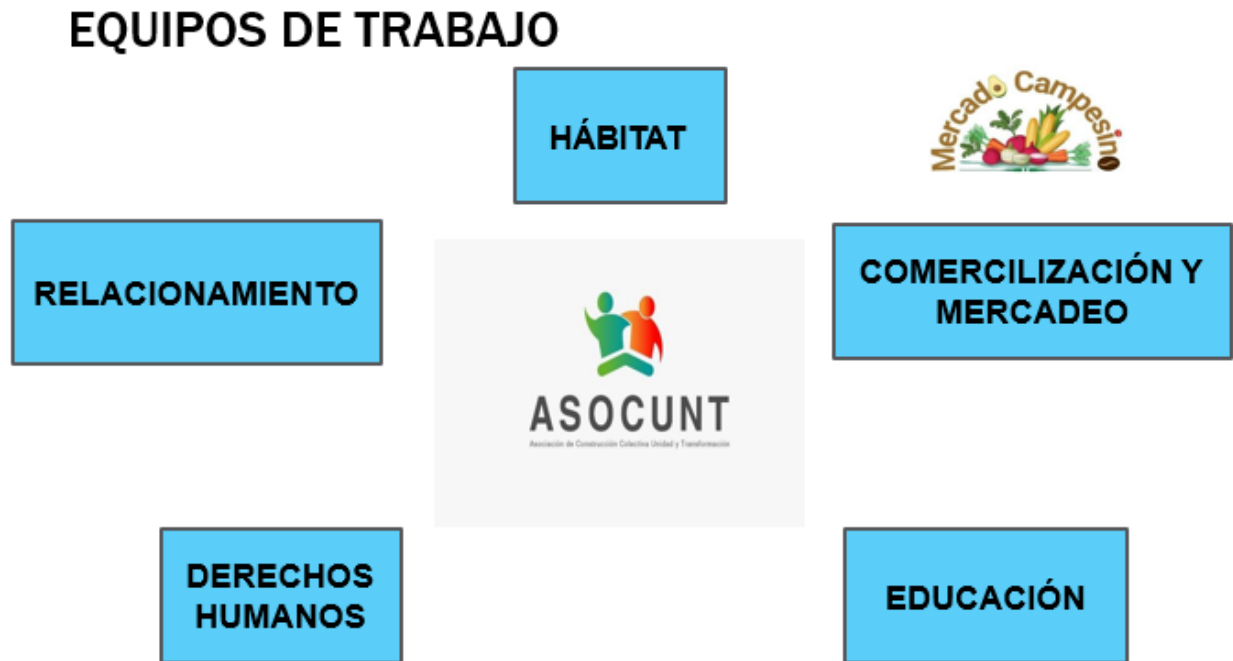 EQUIPOS DE TRABAJO
HÁBITAT
Mercado Campesino
RELACIONAMIENTO
COMERCILIZACIÓN Y
MERCADEO
ASOCUNT
Asociación de Construcción Colectiva Unidad y Transformación
DERECHOS
HUMANOS
EDUCACIÓN